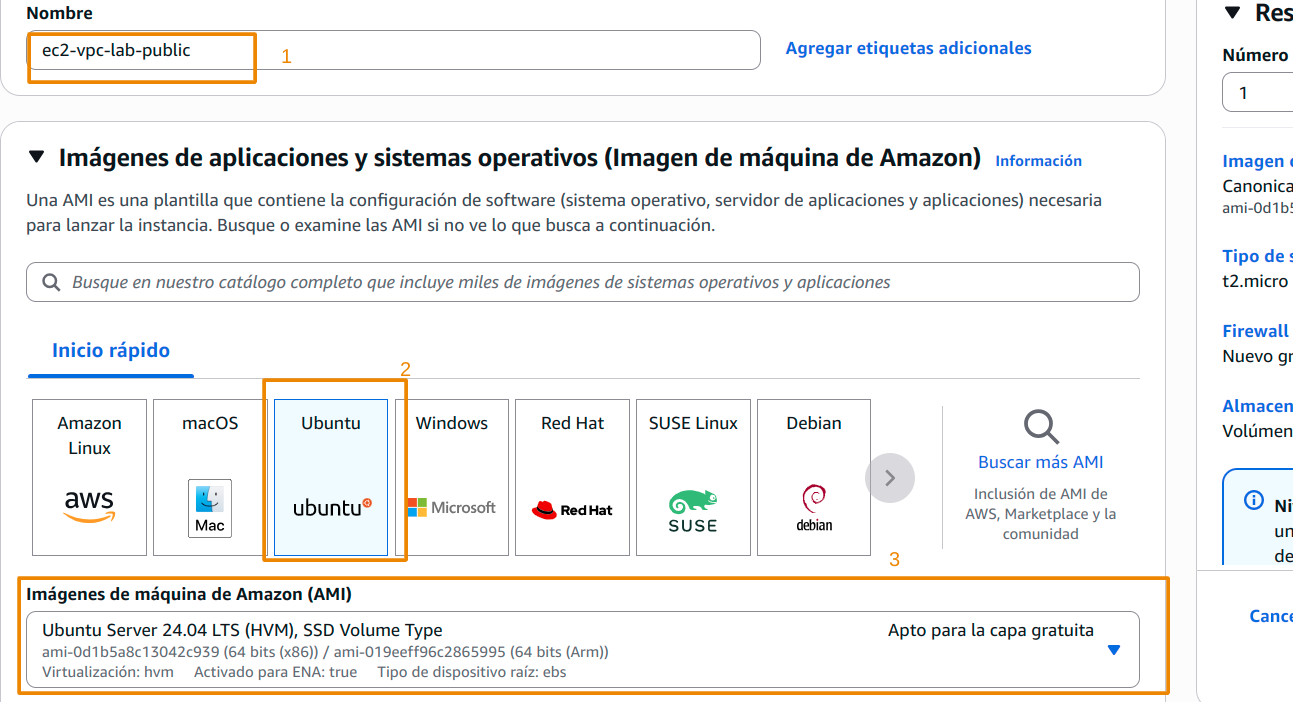 Nombre
ec2-vpc-lab-public
1
Agregar etiquetas adicionales
Imágenes de aplicaciones y sistemas operativos (Imagen de máquina de Amazon) Información
Una AMI es una plantilla que contiene la configuración de software (sistema operativo, servidor de aplicaciones y aplicaciones) necesaria
para lanzar la instancia. Busque o examine las AMI si no ve lo que busca a continuación.
Busque en nuestro catálogo completo que incluye miles de imágenes de sistemas operativos y aplicaciones
Inicio rápido
2
Amazon
Linux
aws
macOS
Mac
Ubuntu
ubuntu
Windows
Microsoft
Red Hat
Red Hat
SUSE Linux
SUSE
Debian
debian
Buscar más AMI
Inclusión de AMI de
AWS, Marketplace y la
comunidad
3
Imágenes de máquina de Amazon (AMI)
Ubuntu Server 24.04 LTS (HVM), SSD Volume Type
Apto para la capa gratuita
ami-0d1b5a8c13042c939 (64 bits (x86)) / ami-019eeff96c2865995 (64 bits (Arm))
Virtualización: hvm Activado para ENA: true Tipo de dispositivo raíz: ebs
Res
Número
1
Imagen
Canonica
ami-0d1b5
Tipo de s
t2.micro
Firewall
Nuevo gr
Almacen
Volúmen
Ni
un
de
Cance